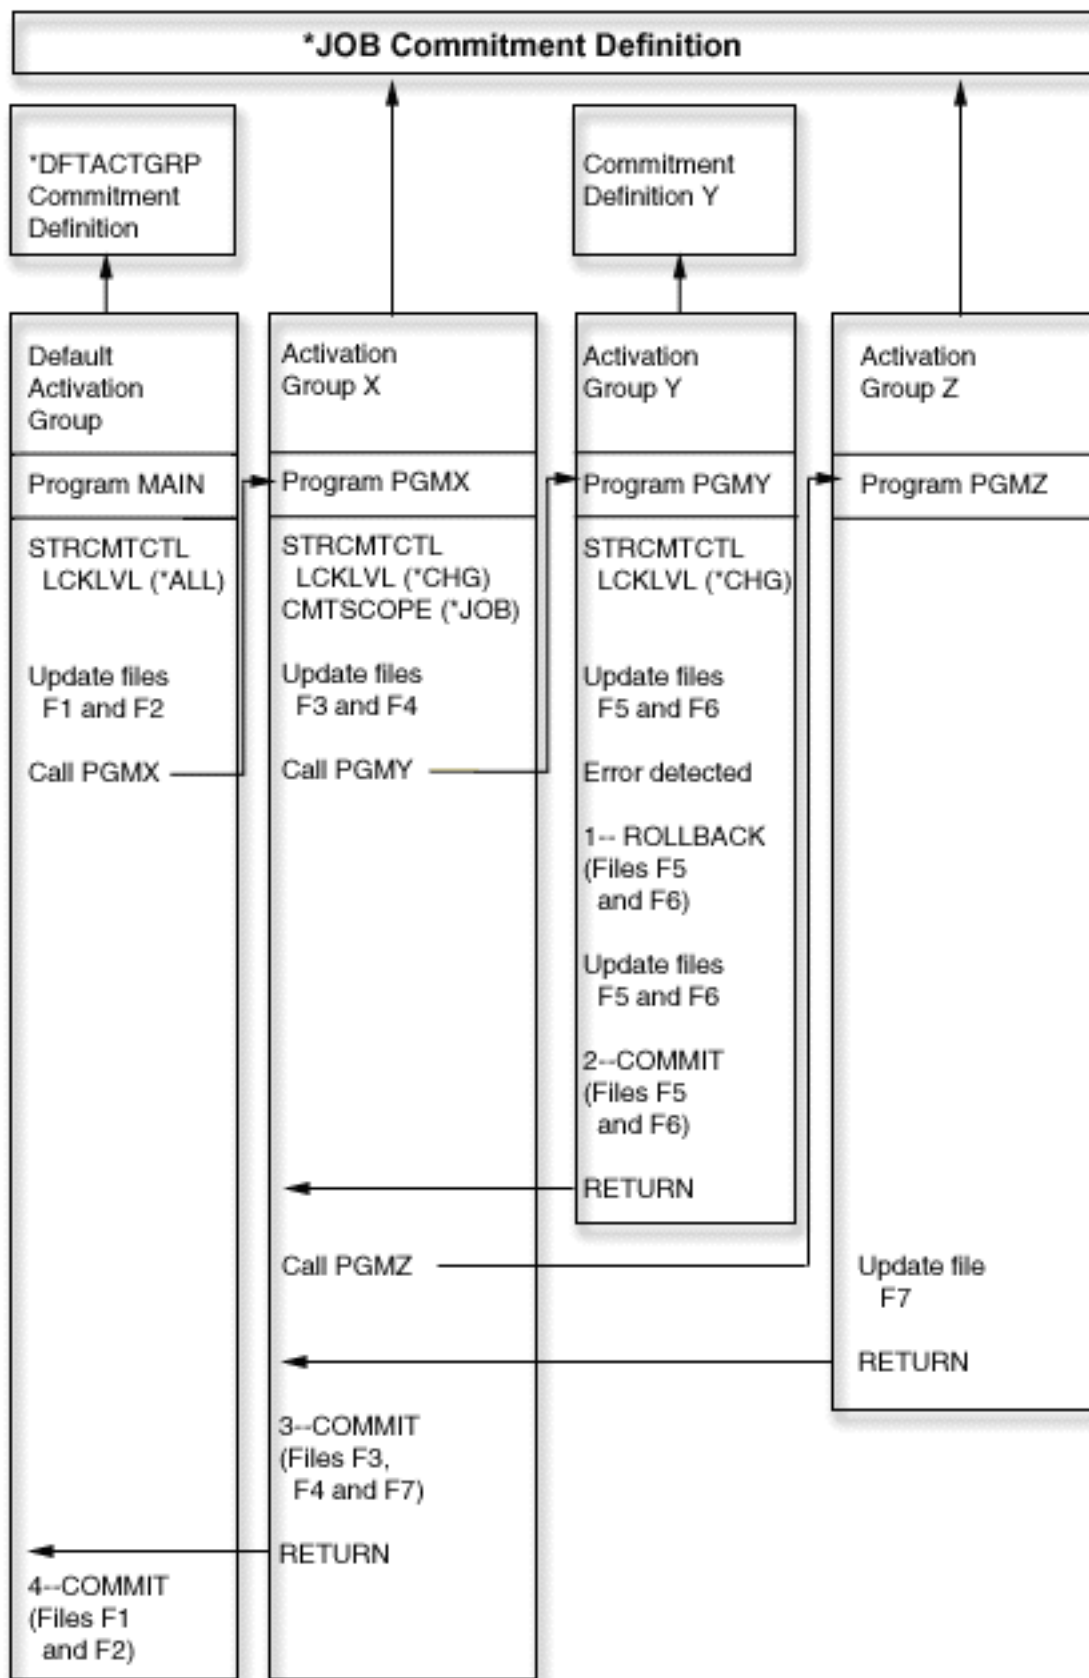 *JOB Commitment Definition
*DFTACTGRP
Commitment
Definition
Commitment
Definition Y
Default
Activation
Group
Activation
Group X
Activation
Group Y
Activation
Group Z
Program MAIN
Program PGMX
Program PGMY
Program PGMZ
STRCMTCTL
LCKLVL (*ALL)
Update files
F1 and F2
Call PGMX
STRCMTCTL
LCKLVL (*CHG)
CMTSCOPE (*JOB)
Update files
F3 and F4
Call PGMY
STRCMTCTL
LCKLVL (*CHG)
Update files
F5 and F6
Error detected
1-- ROLLBACK
(Files F5
and F6)
Update files
F5 and F6
2--COMMIT
(Files F5
and F6)
RETURN
Call PGMZ
Update file
F7
RETURN
3--COMMIT
(Files F3,
F4 and F7)
RETURN
4--COMMIT
(Files F1
and F2)